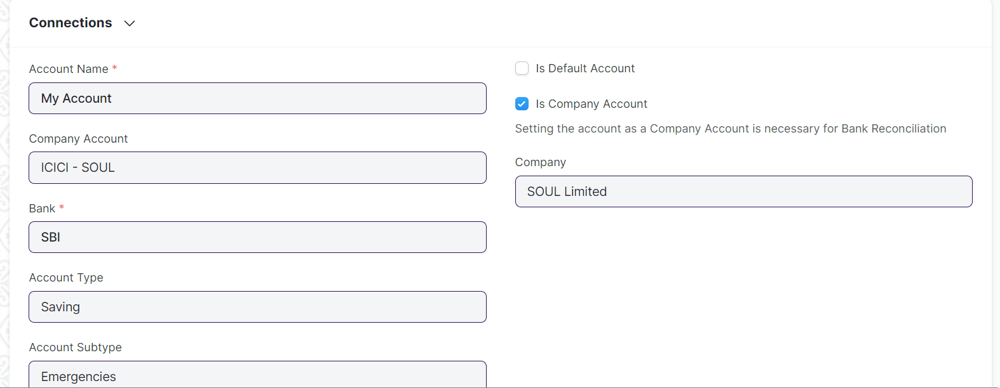 Connections
Account Name *
My Account
Company Account
ICICI - SOUL
Bank *
SBI
Account Type
Saving
Account Subtype
Emergencies
Is Default Account
Is Company Account
Setting the account as a Company Account is necessary for Bank Reconciliation
Company
SOUL Limited